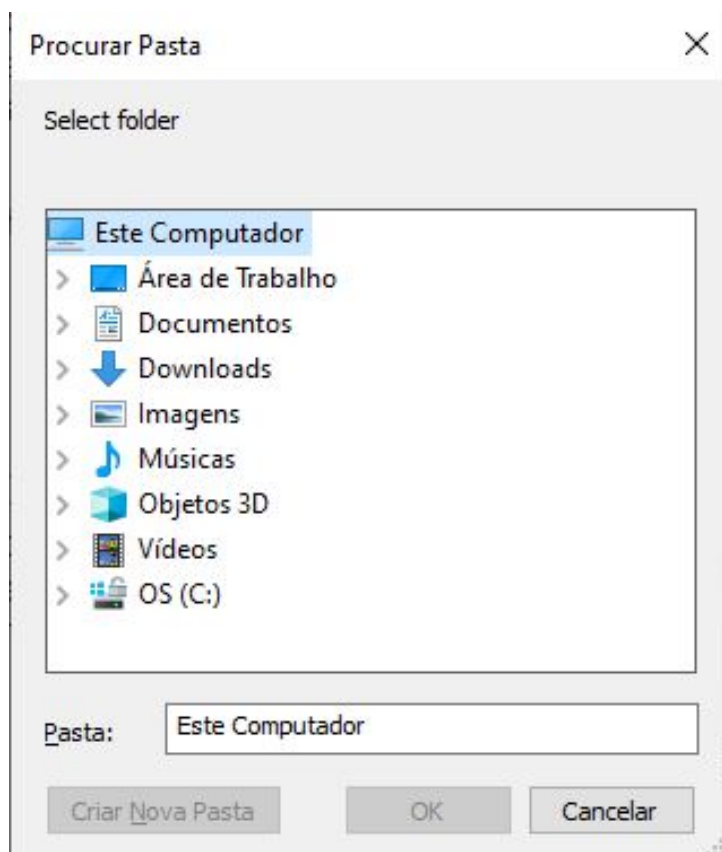 Procurar Pasta
Select folder
Este Computador
Área de Trabalho
Documentos
Downloads
Imagens
Músicas
Objetos 3D
Vídeos
OS (C:)
Pasta: Este Computador
Criar Nova Pasta OK Cancelar